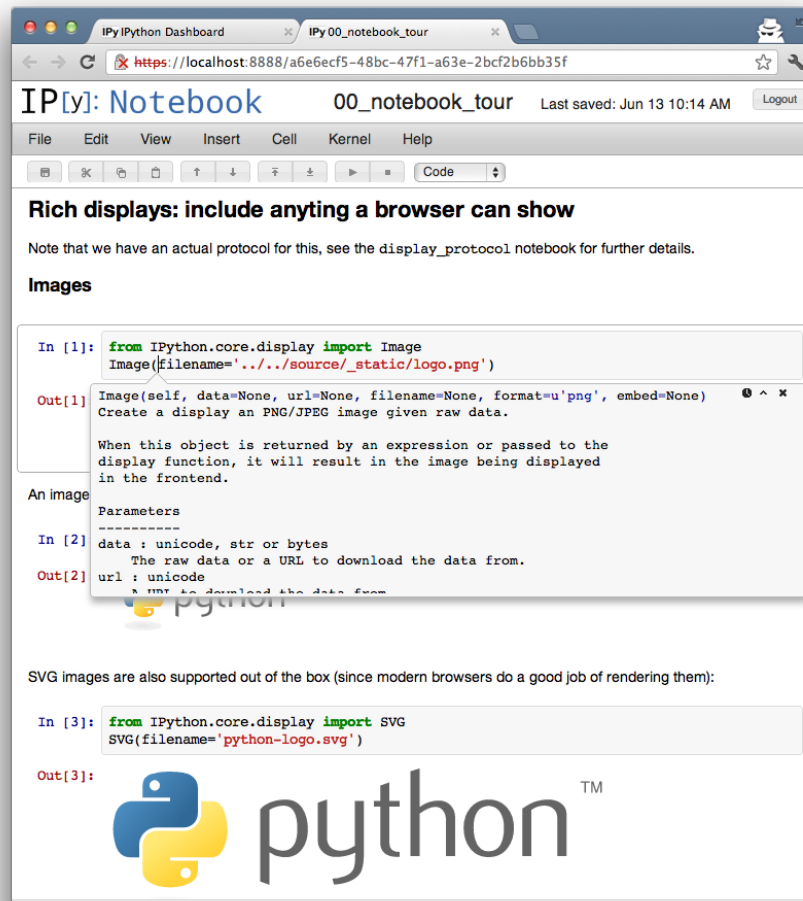 IPy IPython Dashboard
IPy 00_notebook_tour
https://localhost:8888/a6e6ecf5-48bc-47f1-a63e-2bcf2b6bb35f
IP[y]: Notebook
00_notebook_tour
Last saved: Jun 13 10:14 AM
Logout
File Edit View Insert Cell Kernel Help
Code
Rich displays: include anyting a browser can show
Note that we have an actual protocol for this, see the display_protocol notebook for further details.
Images
In [1]: from IPython.core.display import Image
Image(filename='../../source/_static/logo.png')
Out[1]
Image(self, data=None, url=None, filename=None, format=u'png', embed=None)
Create a display an PNG/JPEG image given raw data.
When this object is returned by an expression or passed to the
display function, it will result in the image being displayed
in the frontend.
Parameters
----------
data : unicode, str or bytes
The raw data or a URL to download the data from.
url : unicode
A URL to download the data from
An image
In [2]
Out[2]
python
SVG images are also supported out of the box (since modern browsers do a good job of rendering them):
In [3]: from IPython.core.display import SVG
SVG(filename='python-logo.svg')
Out[3]:
python TM